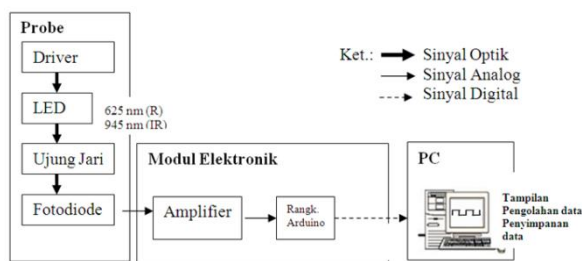 Probe
Driver
LED
625 nm (R)
945 nm (IR)
Ujung Jari
Fotodiode
Ket.:
Sinyal Optik
Sinyal Analog
Sinyal Digital
Modul Elektronik
Amplifier
Rangk.
Arduino
PC
Tampilan
Pengolahan data
Penyimpanan
data